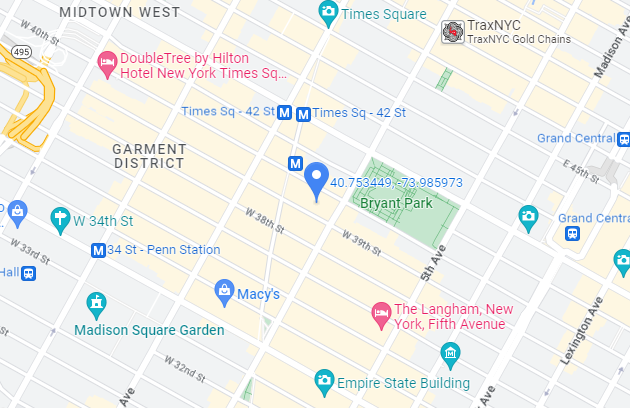 MIDTOWN WEST
W 40th St
Times Square
TraxNYC
TraxNYC Gold Chains
Madison Ave
495
DoubleTree by Hilton
Hotel New York Times Sq...
Times Sq - 42 St
M
M
Times Sq - 42 St
Grand Central
E 45th St
GARMENT
DISTRICT
M
40.753449, -73.985973
Bryant Park
W 34th St
W 38th St
W 39th St
Grand Centra
W 33rd St
M
34 St - Penn Station
5th Ave
Hall
Macy's
Madison Square Garden
The Langham, New
York, Fifth Avenue
Lexington Ave
W 32nd St
Empire State Building
Ave
Ave